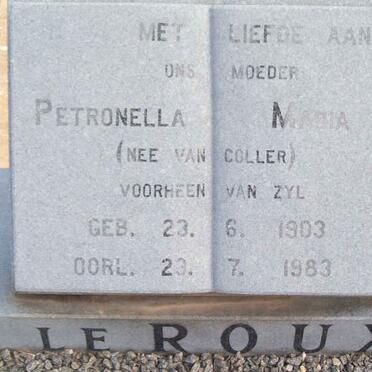 MET LIEFDE AAN
ONS MOEDER
PETRONELLA MARIA
(NEE VAN COLLER)
VOORHEEN VAN ZYL
GEB. 23. 6. 1903
OORL. 23. 7. 1983
LE ROUX